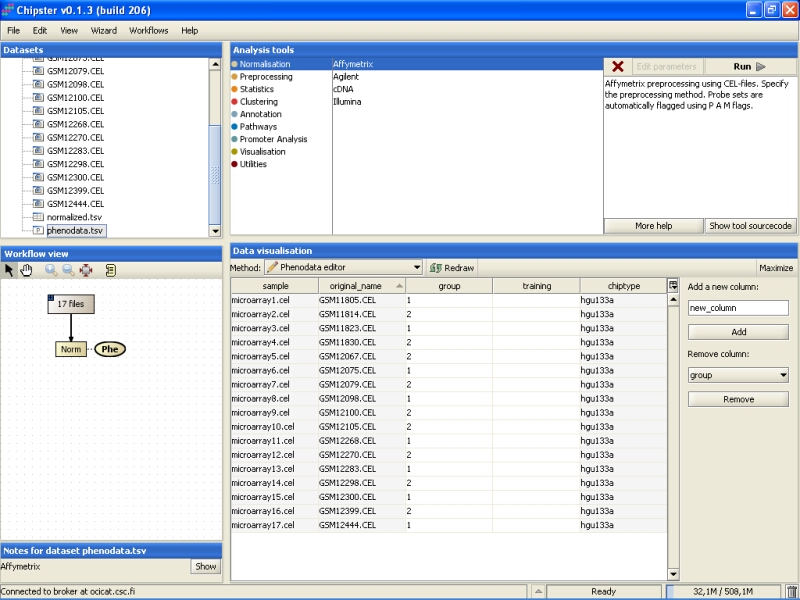 Chipster v0.1.3 (build 206)
File Edit View Wizard Workflows Help
Datasets
GSM12075.CEL
GSM12079.CEL
GSM12098.CEL
GSM12100.CEL
GSM12105.CEL
GSM12268.CEL
GSM12270.CEL
GSM12283.CEL
GSM12298.CEL
GSM12300.CEL
GSM12399.CEL
GSM12444.CEL
normalized.tsv
phenodata.tsv
Analysis tools
Normalisation
Preprocessing
Statistics
Clustering
Annotation
Pathways
Promoter Analysis
Visualisation
Utilities
Affymetrix
Agilent
cDNA
Illumina
Edit parameters Run
Affymetrix preprocessing using CEL-files. Specify
the preprocessing method. Probe sets are
automatically flagged using P A M flags.
More help Show tool sourcecode
Workflow view
17 files
Norm Phe
Notes for dataset phenodata.tsv
Affymetrix Show
Data visualisation
Method: Phenodata editor Redraw Maximize
sample original_name group training chiptype
microarray1.cel GSM11805.CEL 1 hgu133a
microarray2.cel GSM11814.CEL 2 hgu133a
microarray3.cel GSM11823.CEL 1 hgu133a
microarray4.cel GSM11830.CEL 2 hgu133a
microarray5.cel GSM12067.CEL 2 hgu133a
microarray6.cel GSM12075.CEL 1 hgu133a
microarray7.cel GSM12079.CEL 2 hgu133a
microarray8.cel GSM12098.CEL 1 hgu133a
microarray9.cel GSM12100.CEL 2 hgu133a
microarray10.cel GSM12105.CEL 2 hgu133a
microarray11.cel GSM12268.CEL 1 hgu133a
microarray12.cel GSM12270.CEL 2 hgu133a
microarray13.cel GSM12283.CEL 1 hgu133a
microarray14.cel GSM12298.CEL 2 hgu133a
microarray15.cel GSM12300.CEL 1 hgu133a
microarray16.cel GSM12399.CEL 2 hgu133a
microarray17.cel GSM12444.CEL 1 hgu133a
Add a new column:
new_column
Add
Remove column:
group
Remove
Connected to broker at ocicat.csc.fi Ready 32,1M / 508,1M